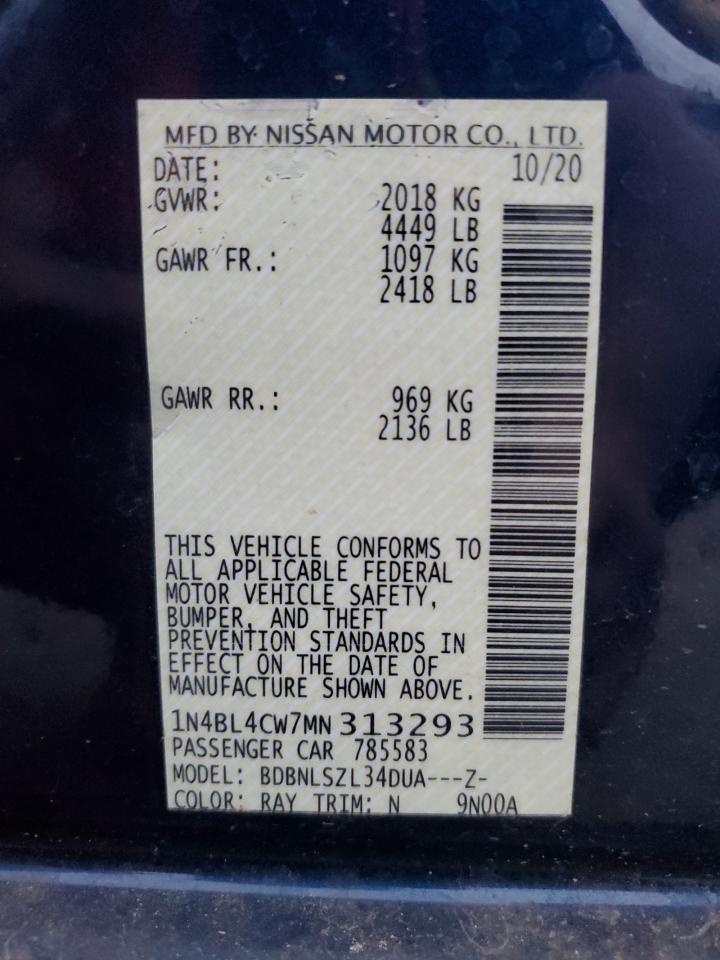 MFD BY NISSAN MOTOR CO., LTD.
DATE: 10/20
GVWR: 2018 KG
4449 LB
GAWR FR.: 1097 KG
2418 LB
GAWR RR.: 969 KG
2136 LB
THIS VEHICLE CONFORMS TO
ALL APPLICABLE FEDERAL
MOTOR VEHICLE SAFETY,
BUMPER, AND THEFT
PREVENTION STANDARDS IN
EFFECT ON THE DATE OF
MANUFACTURE SHOWN ABOVE.
1N4BL4CW7MN313293
PASSENGER CAR 785583
MODEL: BDBNLSZL34DUA---Z-
COLOR: RAY TRIM: N 9N00A